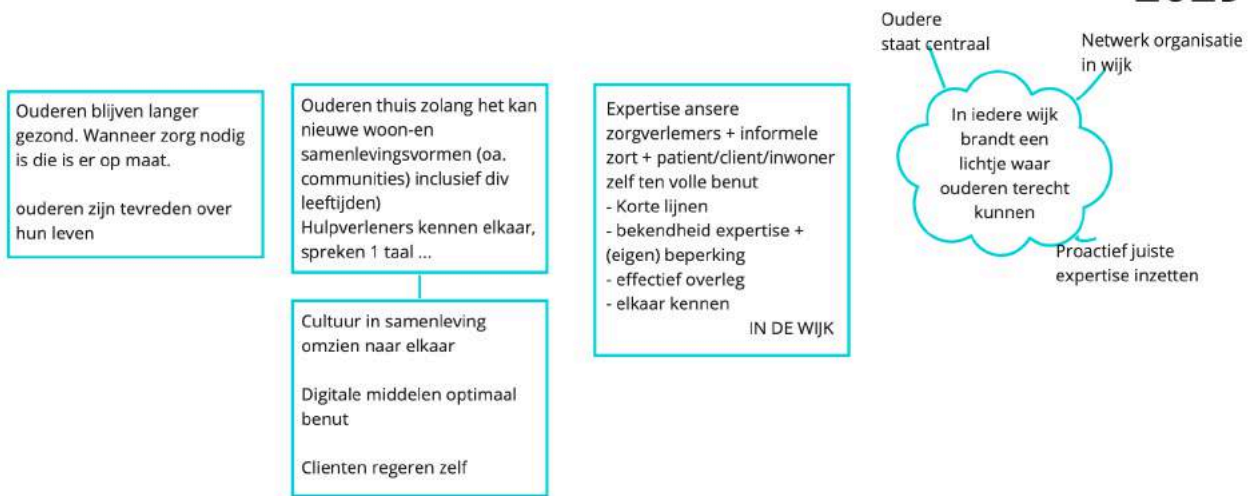 Ouderen blijven langer
gezond. Wanneer zorg nodig
is die is er op maat.
ouderen zijn tevreden over
hun leven
Ouderen thuis zolang het kan
nieuwe woon-en
samenlevingsvormen (oa.
communities) inclusief div
leeftijden)
Hulpverleners kennen elkaar,
spreken 1 taal ...
Cultuur in samenleving
omzien naar elkaar
Digitale middelen optimaal
benut
Clienten regeren zelf
Expertise ansere
zorgverlemers + informele
zort + patient/client/inwoner
zelf ten volle benut
- Korte lijnen
- bekendheid expertise +
(eigen) beperking
- effectief overleg
- elkaar kennen
IN DE WIJK
Oudere
staat centraal
Netwerk organisatie
in wijk
In iedere wijk
brandt een
lichtje waar
ouderen terecht
kunnen
Proactief juiste
expertise inzetten